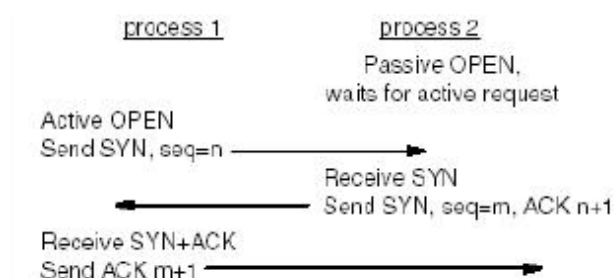 process 1
process 2
Passive OPEN,
waits for active request
Active OPEN
Send SYN, seq=n
Receive SYN
Send SYN, seq=m, ACK n+1
Receive SYN+ACK
Send ACK m+1